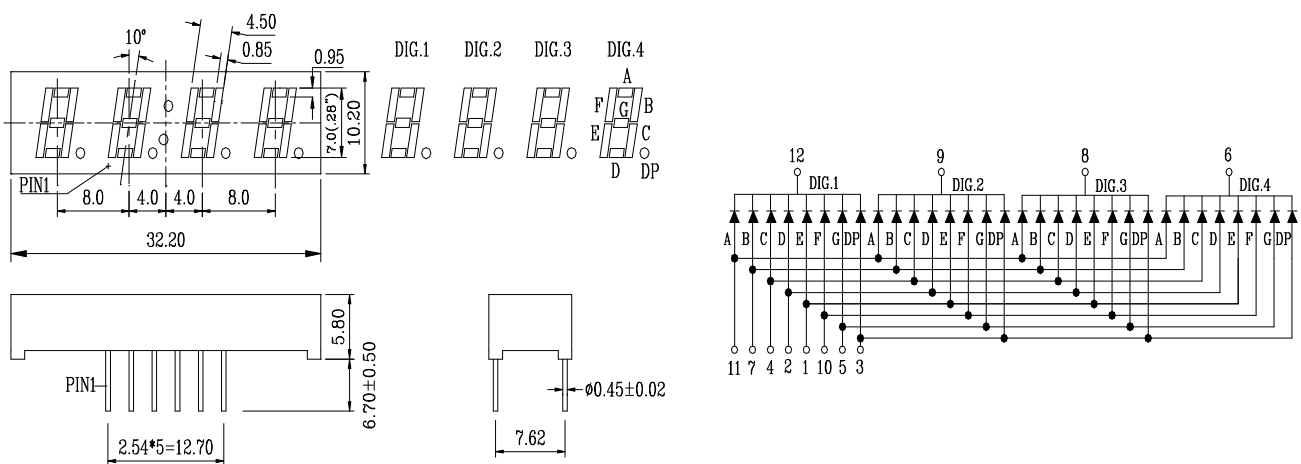 10° 4.50
0.85
0.95
7.0(.28")
10.20
PIN1
8.0 4.0 4.0 8.0
32.20
DIG.1 DIG.2 DIG.3 DIG.4
A
F G B
E C
D DP
5.80
6.70±0.50
PIN1
2.54*5=12.70
Ø0.45±0.02
7.62
12 9 8 6
DIG.1 DIG.2 DIG.3 DIG.4
A B C D E F G DP A B C D E F G DP A B C D E F G DP A B C D E F G DP
11 7 4 2 1 10 5 3